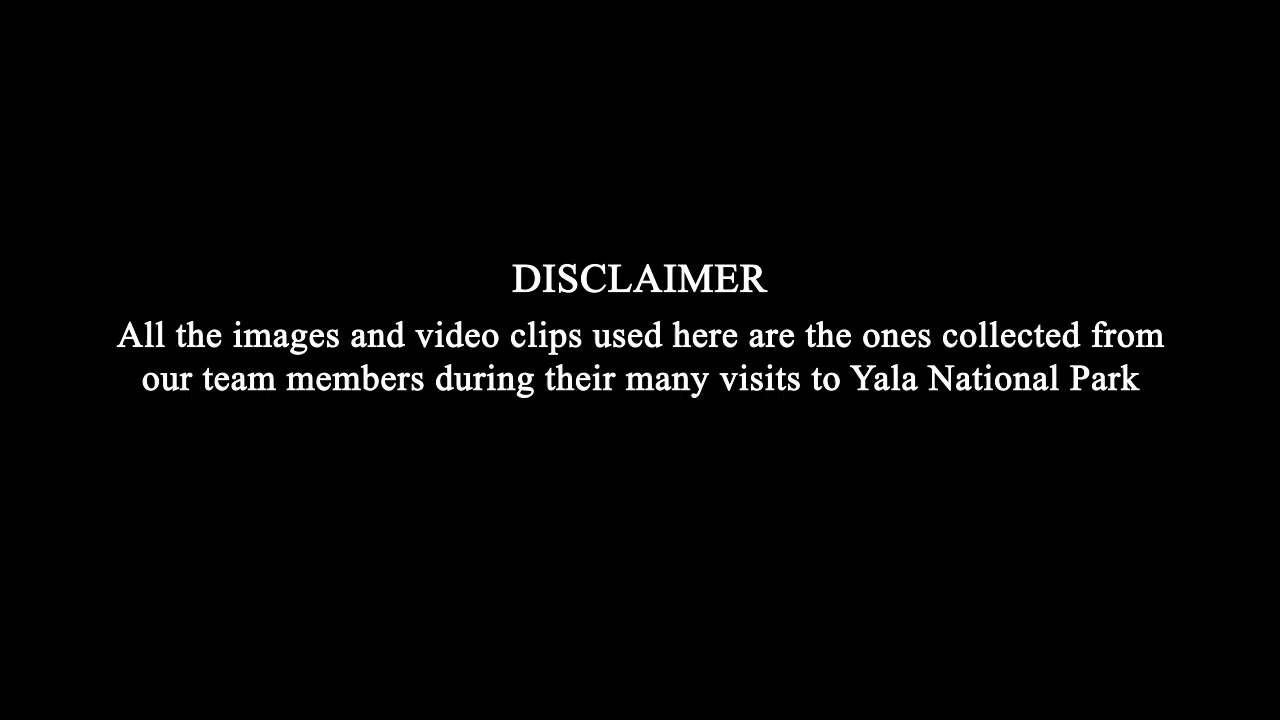 DISCLAIMER
All the images and video clips used here are the ones collected from
our team members during their many visits to Yala National Park